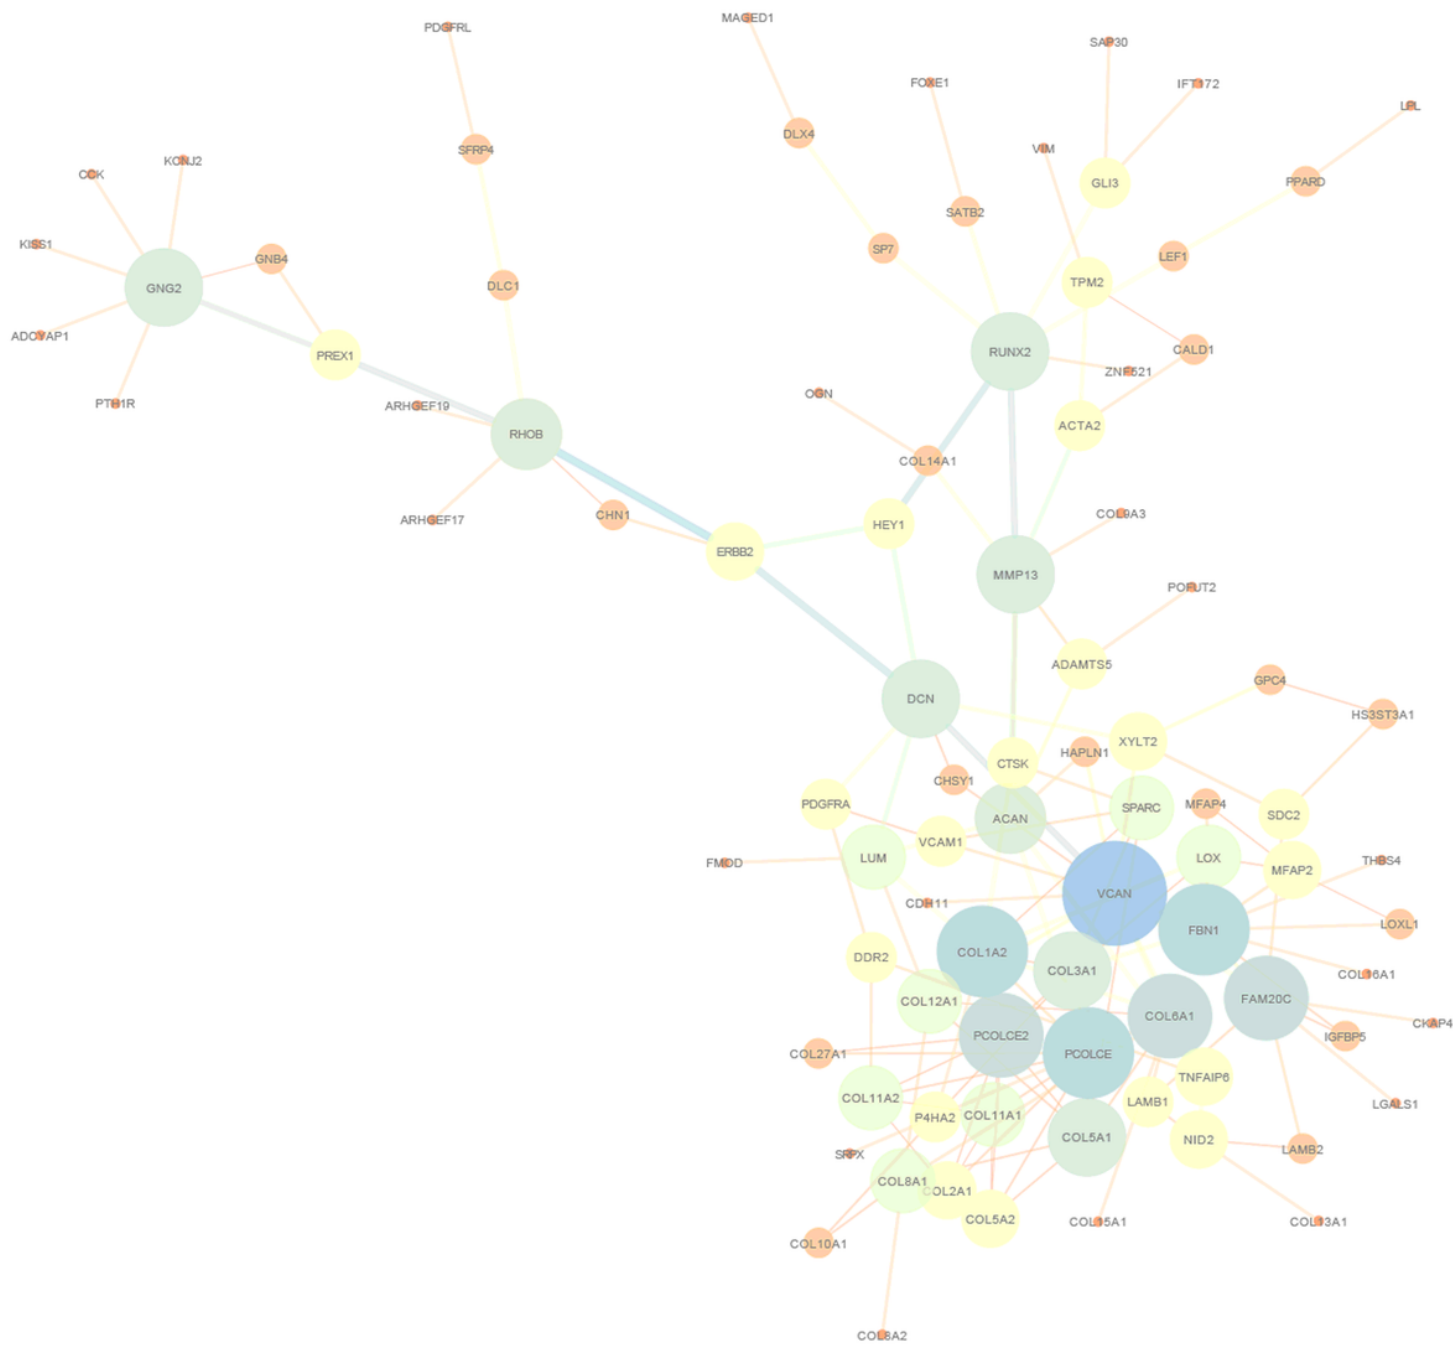 MAGED1
PDGFRL
SAP30
FOXE1
IFT172
LPL
DLX4
SFRP4
VIM
KCNJ2
CCK
GLI3
PPARD
SATB2
KISS1
SP7
GNB4
LEF1
TPM2
DLC1
GNG2
ADCYAP1
RUNX2
CALD1
PREX1
ZNF521
OGN
PTH1R
ARHGEF19
ACTA2
RHOB
COL14A1
COL9A3
CHN1
ARHGEF17
HEY1
ERBB2
MMP13
POFUT2
ADAMTS5
GPC4
DCN
HS3ST3A1
XYLT2
HAPLN1
CTSK
CHSY1
PDGFRA
MFAP4
SPARC
SDC2
ACAN
VCAM1
LUM
LOX
FMOD
THBS4
MFAP2
VCAN
CDH11
LOXL1
FBN1
COL1A2
DDR2
COL3A1
COL16A1
FAM20C
COL12A1
COL6A1
CKAP4
PCOLCE2
IGFBP5
COL27A1
PCOLCE
TNFAIP6
COL11A2
LAMB1
LGALS1
P4HA2
COL11A1
COL5A1
NID2
LAMB2
SRPX
COL8A1
COL2A1
COL5A2
COL15A1
COL13A1
COL10A1
COL8A2